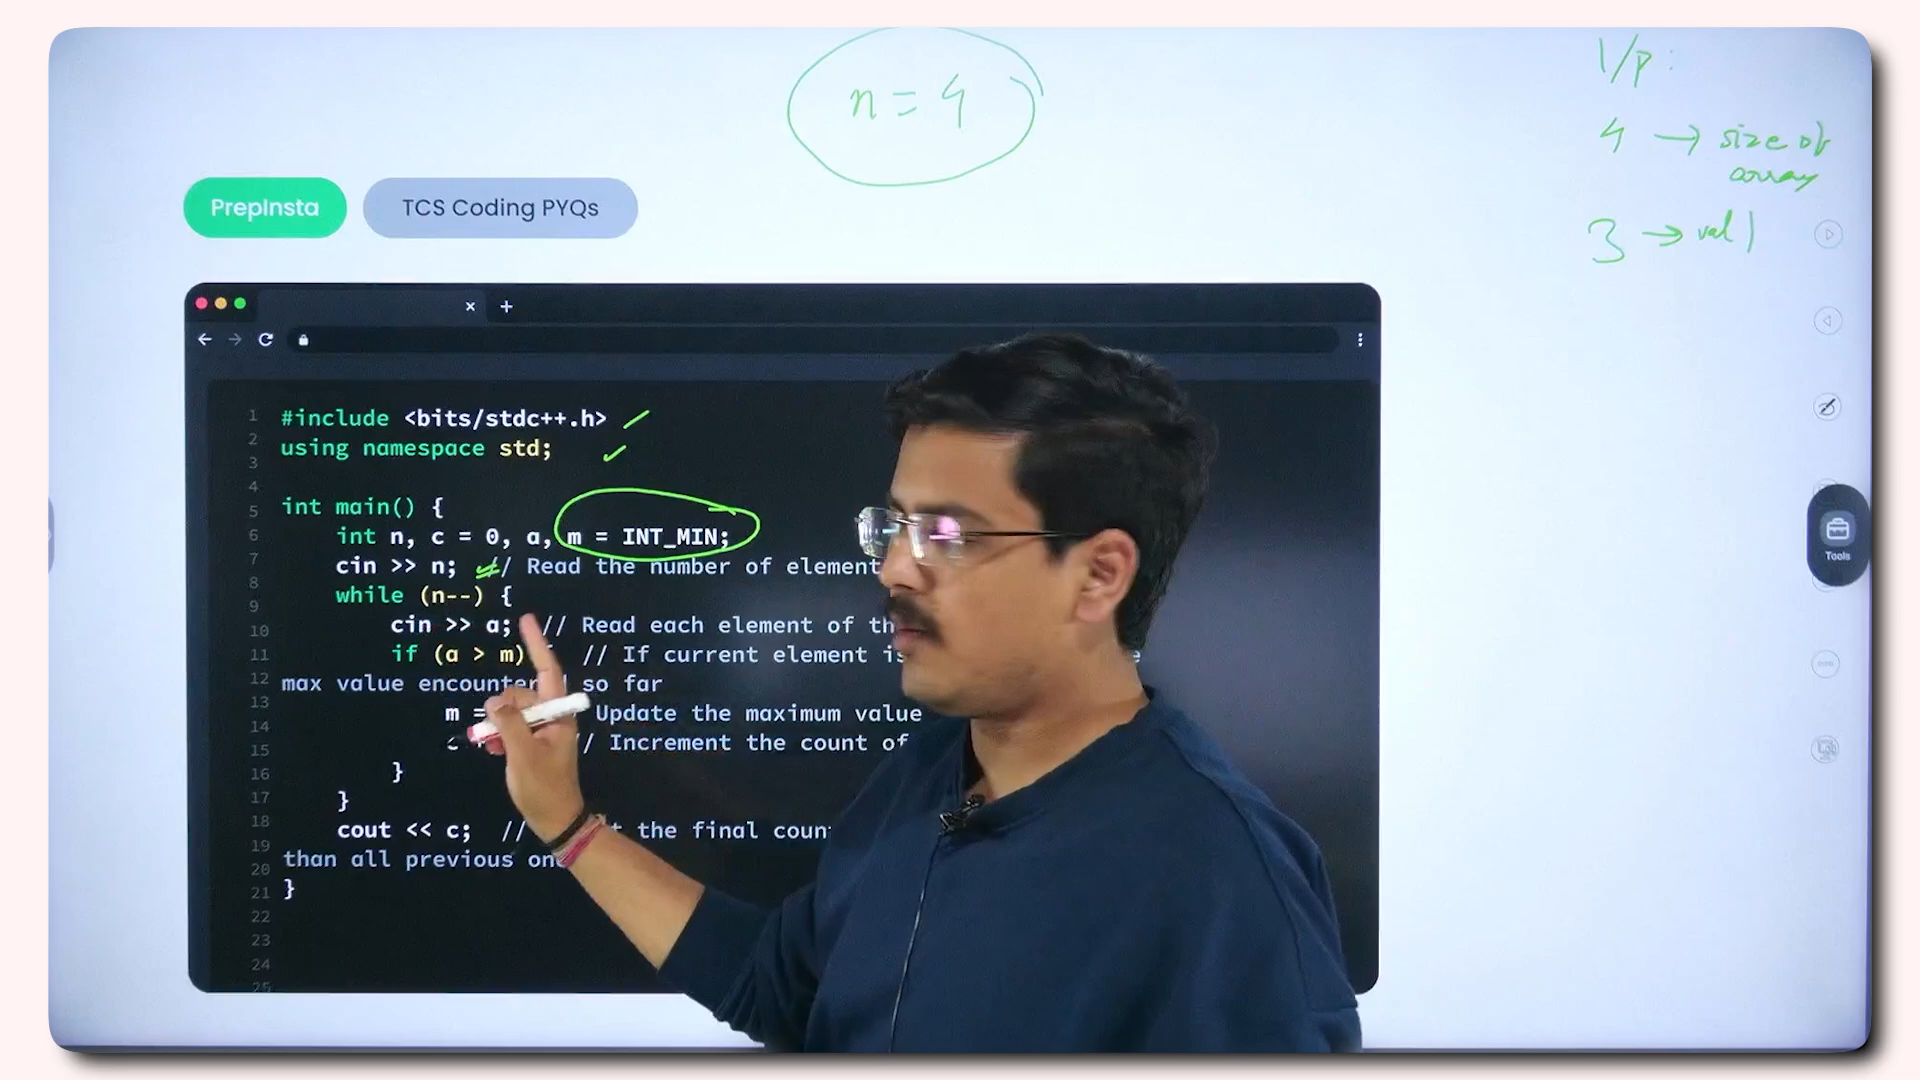 n = 4
I/p:
4 → size of
array
3 → val 1
PrepInsta
TCS Coding PYQs
1 #include <bits/stdc++.h>
2 using namespace std;
3
4
5 int main() {
6 int n, c = 0, a, m = INT_MIN;
7 cin >> n; // Read the number of element
8 while (n--) {
9
10 cin >> a; // Read each element of th
11 if (a > m) // If current element is
12 max value encounter so far
13 m = Update the maximum value
14
15 // Increment the count of
16 }
17 }
18 cout << c; // the final coun
19 than all previous one
20
21 }
22
23
24
25
Tools